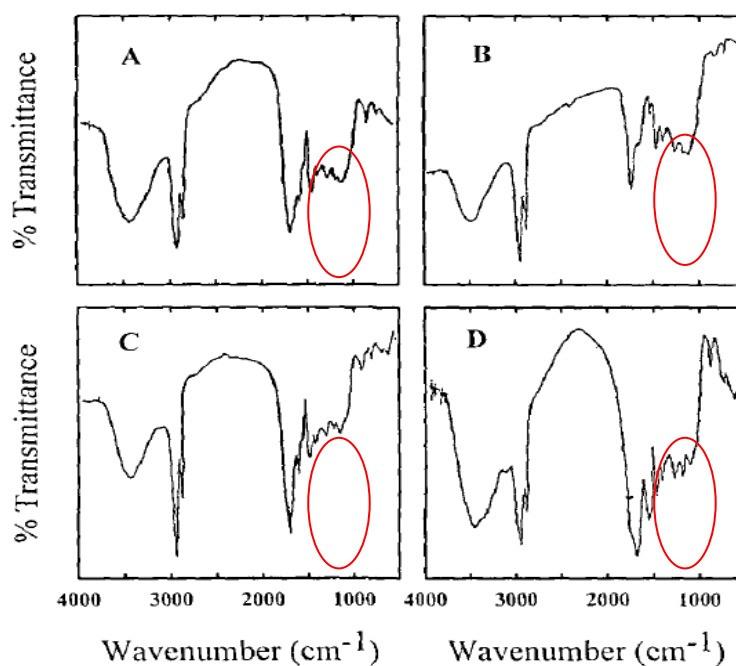 A
B
% Transmittance
C
D
% Transmittance
4000 3000 2000 1000 4000 3000 2000 1000
Wavenumber (cm-1) Wavenumber (cm-1)